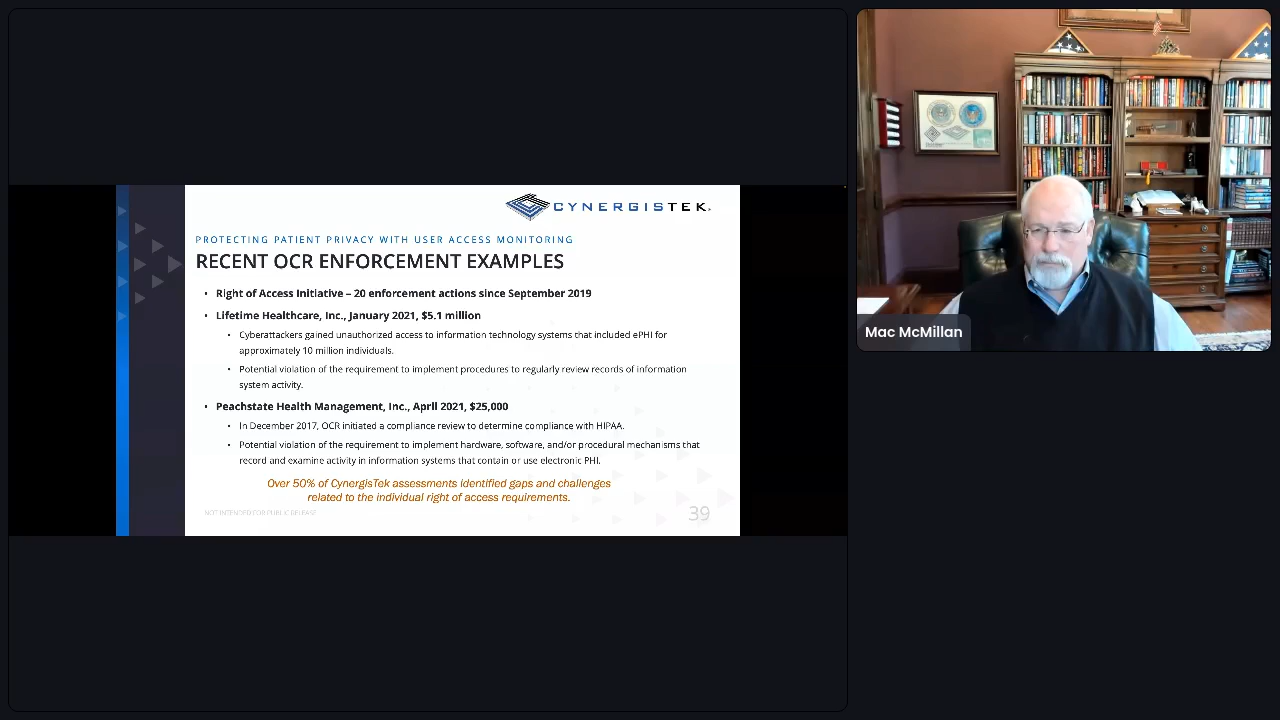 CYNERGISTEK.
PROTECTING PATIENT PRIVACY WITH USER ACCESS MONITORING
RECENT OCR ENFORCEMENT EXAMPLES
• Right of Access Initiative – 20 enforcement actions since September 2019
• Lifetime Healthcare, Inc., January 2021, $5.1 million
• Cyberattackers gained unauthorized access to information technology systems that included ePHI for
approximately 10 million individuals.
• Potential violation of the requirement to implement procedures to regularly review records of information
system activity.
• Peachstate Health Management, Inc., April 2021, $25,000
• In December 2017, OCR initiated a compliance review to determine compliance with HIPAA.
• Potential violation of the requirement to implement hardware, software, and/or procedural mechanisms that
record and examine activity in information systems that contain or use electronic PHI.
Over 50% of CynergisTek assessments identified gaps and challenges
related to the individual right of access requirements.
NOT INTENDED FOR PUBLIC RELEASE
39
Mac McMillan